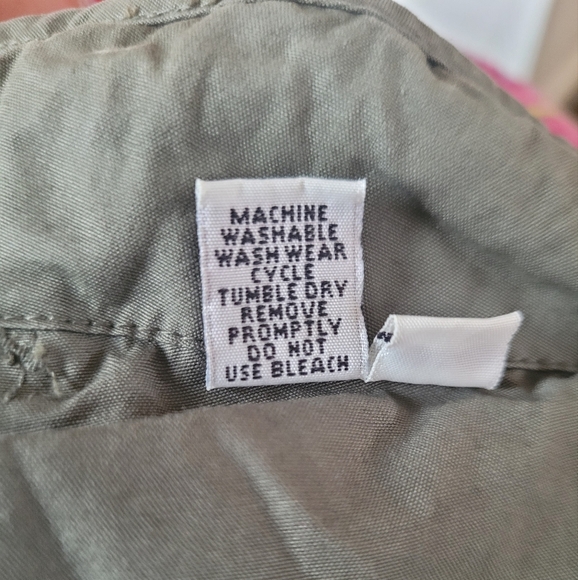 MACHINE
WASHABLE
WASH WEAR
CYCLE
TUMBLE DRY
REMOVE
PROMPTLY
DO NOT
USE BLEACH